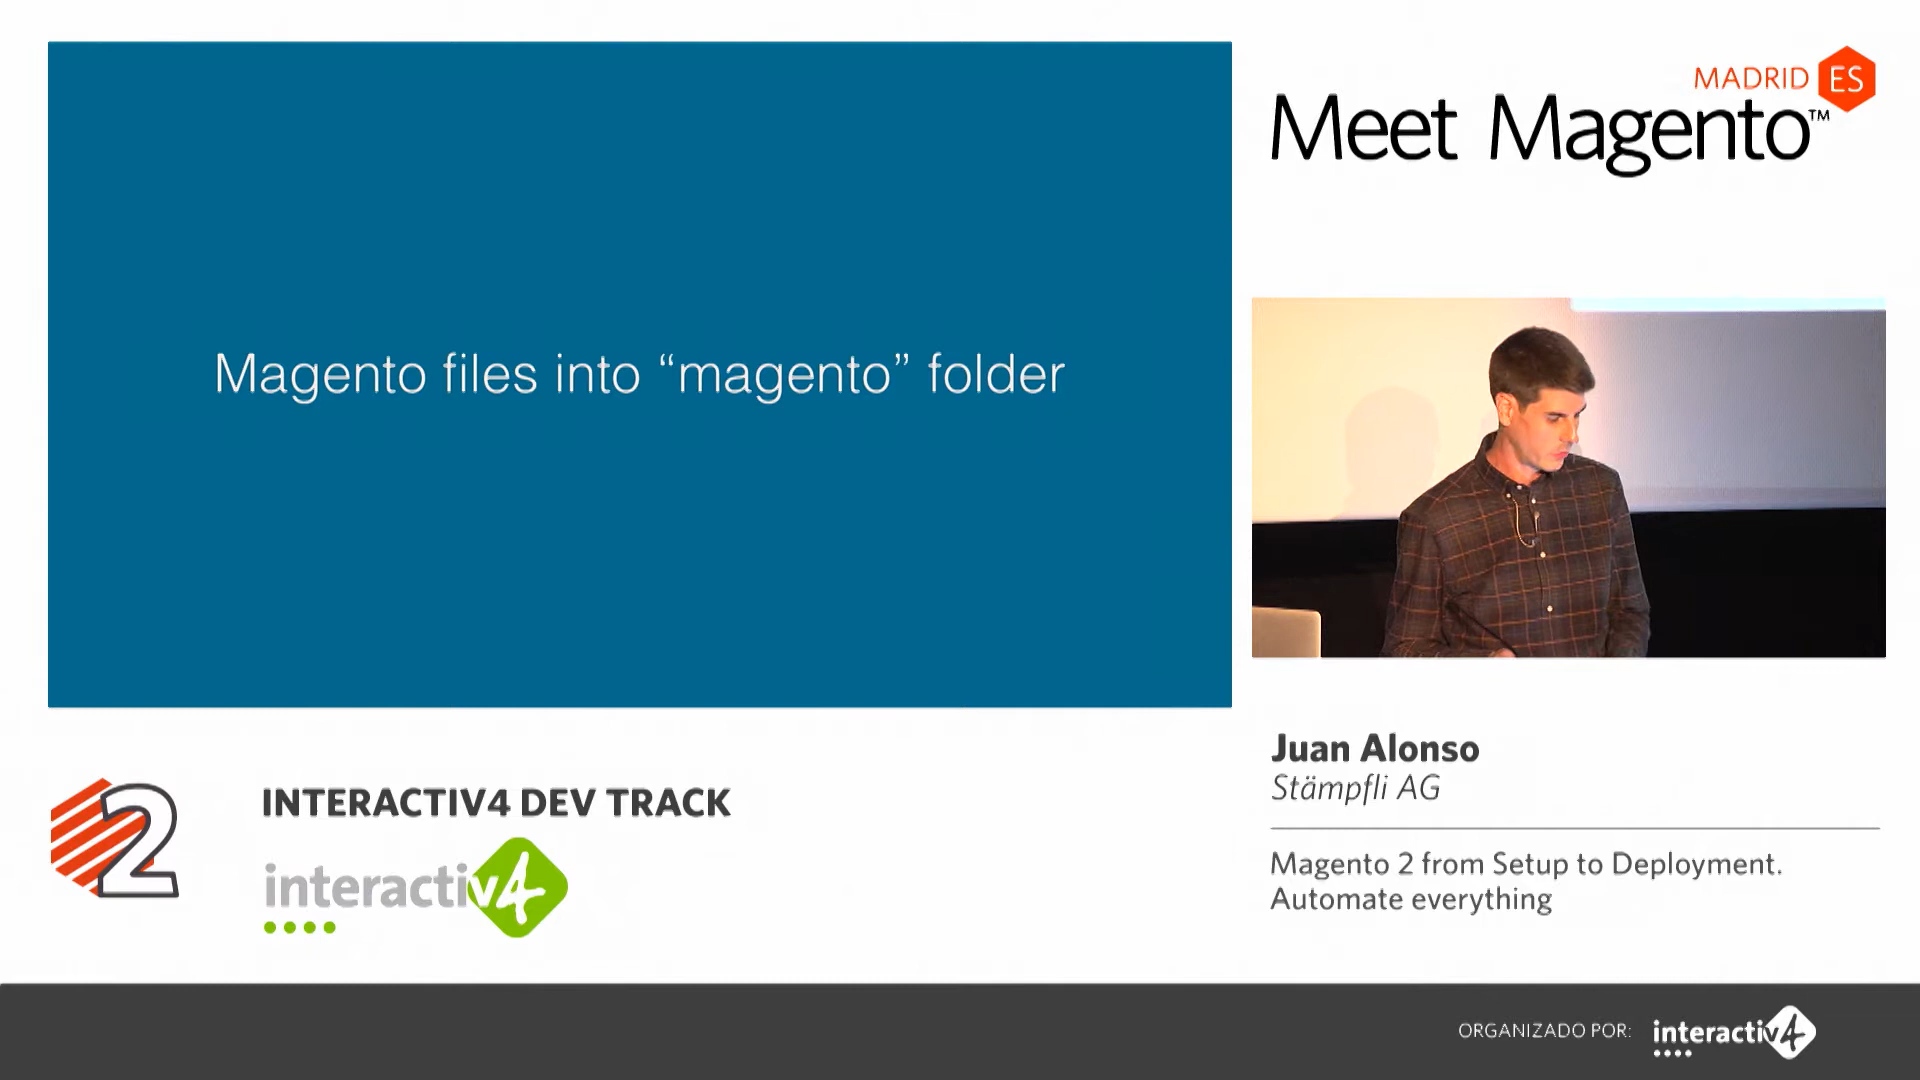 Magento files into “magento” folder
MADRID ES
Meet Magento™
Juan Alonso
Stämpfli AG
Magento 2 from Setup to Deployment.
Automate everything
2
INTERACTIV4 DEV TRACK
interactiv4
ORGANIZADO POR:
interactiv4